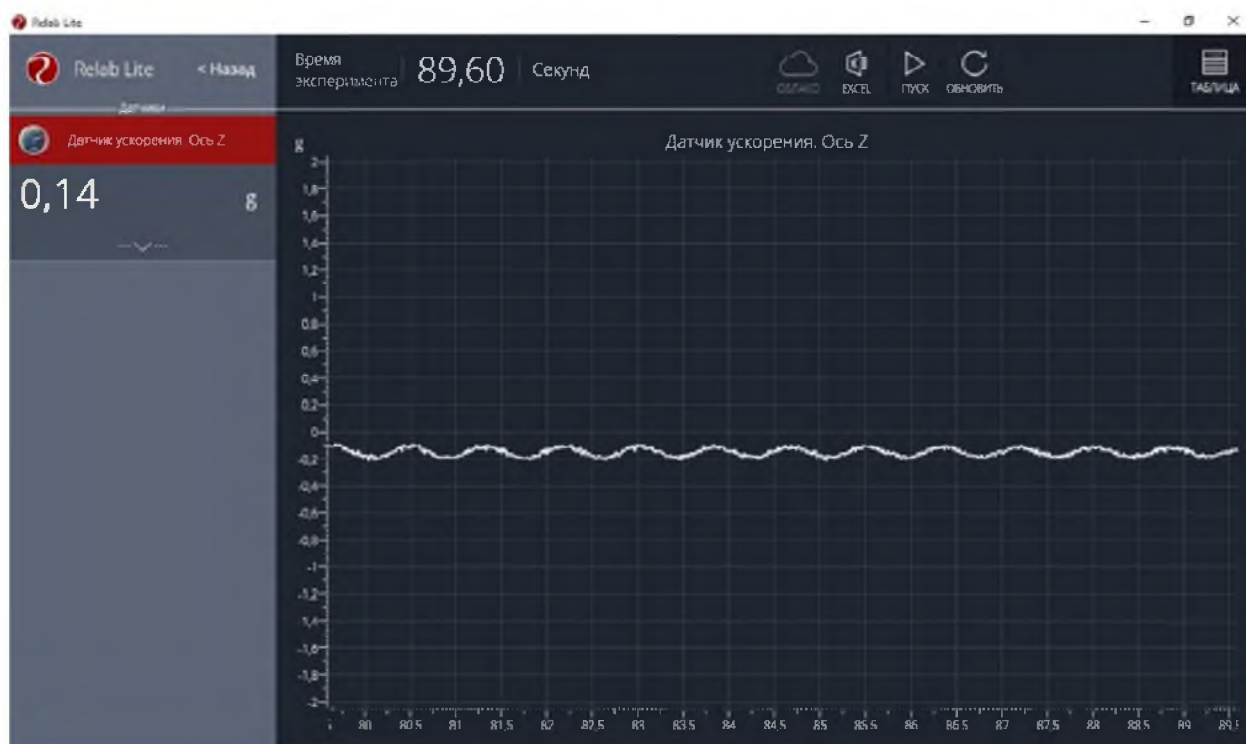 Relab Lite
Relab Lite < Назад
Время эксперимента 89,60 Секунд
EXCEL ПУСК ОБНОВИТЬ ТАБЛИЦА
Датчики
Датчик ускорения. Ось Z
0,14 g
Датчик ускорения. Ось Z
g
2
1,8
1,6
1,4
1,2
1
0,8
0,6
0,4
0,2
0
-0,2
-0,4
-0,6
-0,8
-1
-1,2
-1,4
-1,6
-1,8
-2
80 80,5 81 81,5 82 82,5 83 83,5 84 84,5 85 85,5 86 86,5 87 87,5 88 88,5 89 89,5